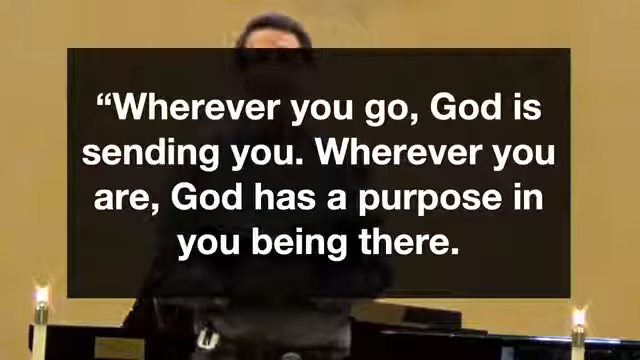 “Wherever you go, God is
sending you. Wherever you
are, God has a purpose in
you being there.